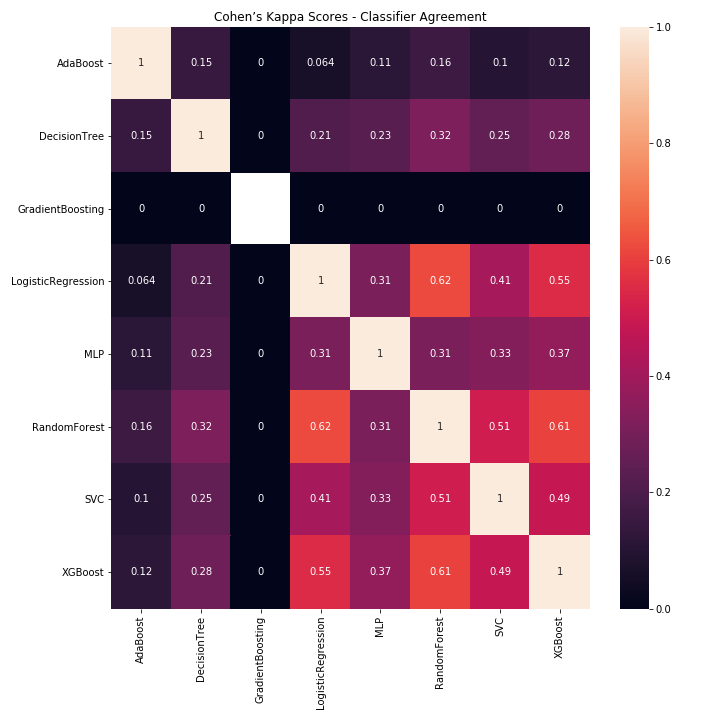 Cohen’s Kappa Scores - Classifier Agreement
AdaBoost 1 0.15 0 0.064 0.11 0.16 0.1 0.12
DecisionTree 0.15 1 0 0.21 0.23 0.32 0.25 0.28
GradientBoosting 0 0 0 0 0 0 0
LogisticRegression 0.064 0.21 0 1 0.31 0.62 0.41 0.55
MLP 0.11 0.23 0 0.31 1 0.31 0.33 0.37
RandomForest 0.16 0.32 0 0.62 0.31 1 0.51 0.61
SVC 0.1 0.25 0 0.41 0.33 0.51 1 0.49
XGBoost 0.12 0.28 0 0.55 0.37 0.61 0.49 1
AdaBoost
DecisionTree
GradientBoosting
LogisticRegression
MLP
RandomForest
SVC
XGBoost
1.0
0.8
0.6
0.4
0.2
0.0